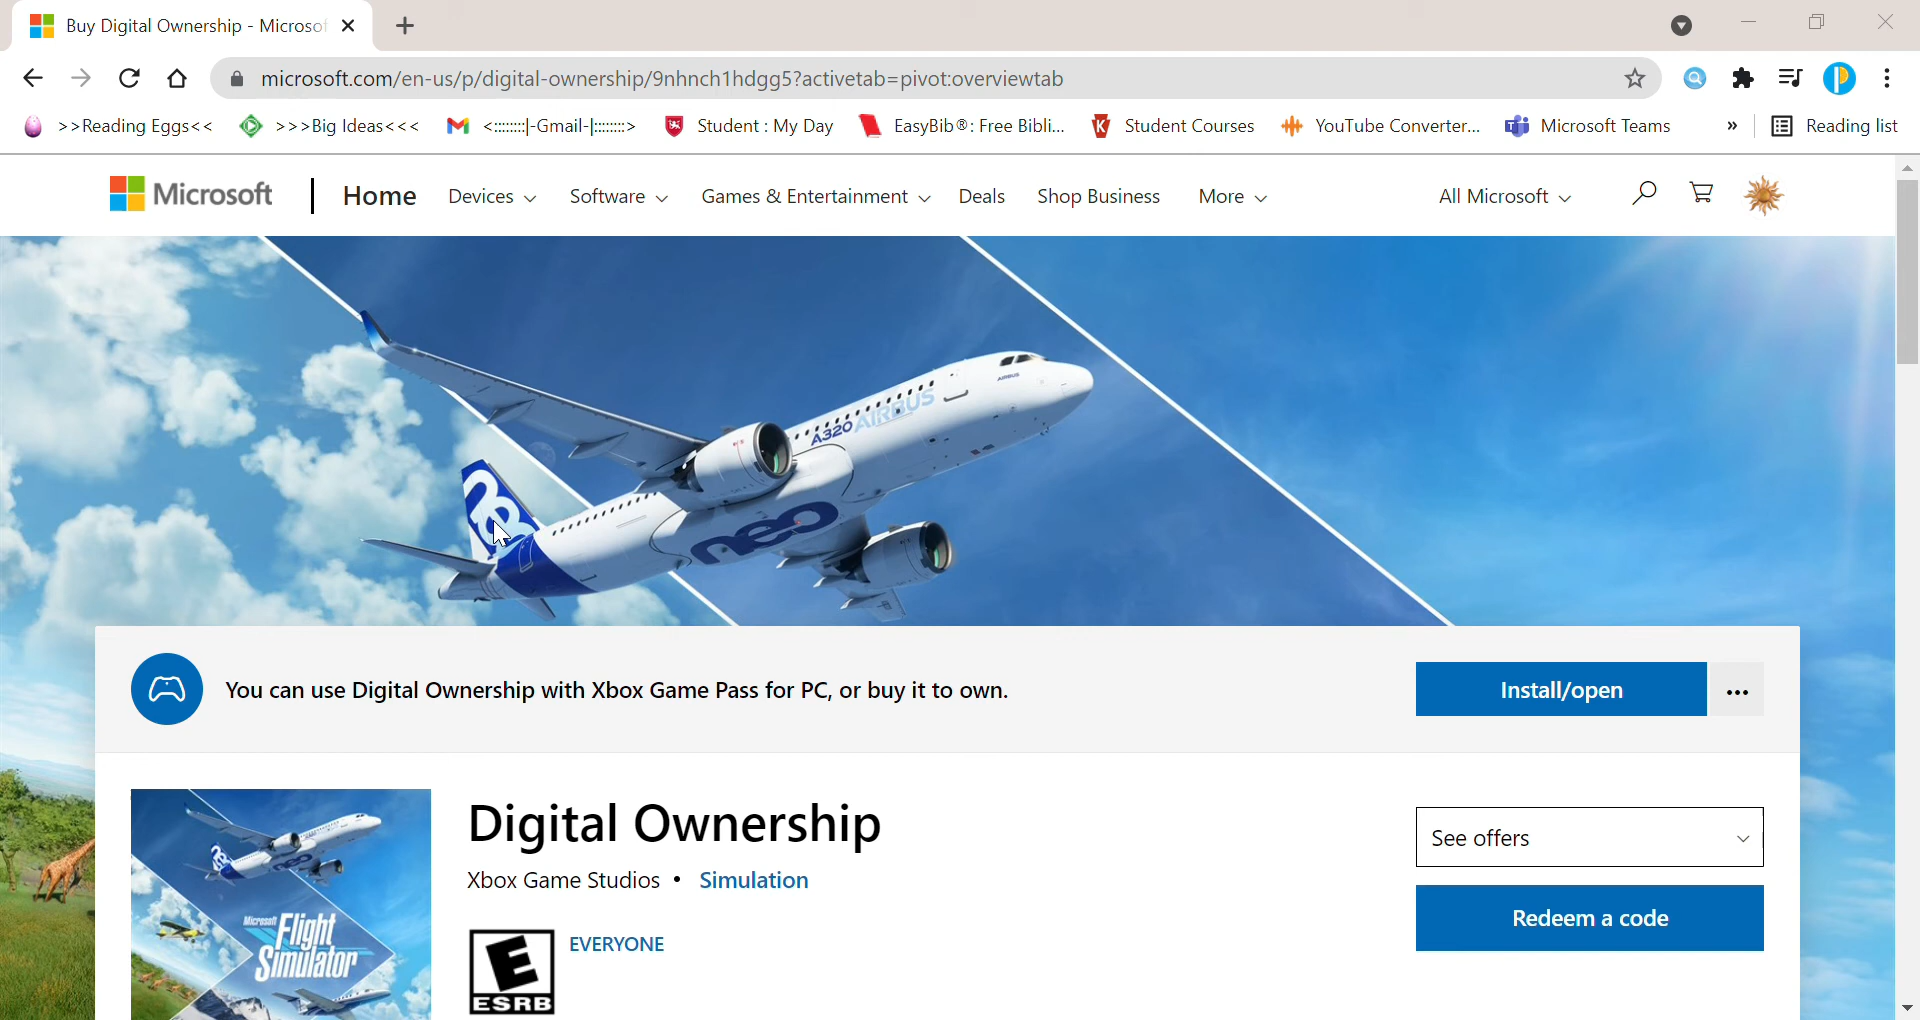 Buy Digital Ownership - Microsof
microsoft.com/en-us/p/digital-ownership/9nhnch1hdgg5?activetab=pivot:overviewtab
>>Reading Eggs<< >>>Big Ideas<<< <::::::::|-Gmail-|::::::::> Student : My Day EasyBib®: Free Bibli... Student Courses YouTube Converter... Microsoft Teams » Reading list
Microsoft Home Devices Software Games & Entertainment Deals Shop Business More All Microsoft
AIRBUS
A320 AIRBUS
neo
You can use Digital Ownership with Xbox Game Pass for PC, or buy it to own. Install/open
Digital Ownership
See offers
Xbox Game Studios • Simulation
Redeem a code
EVERYONE
E
ESRB
neo
Microsoft
Flight
Simulator